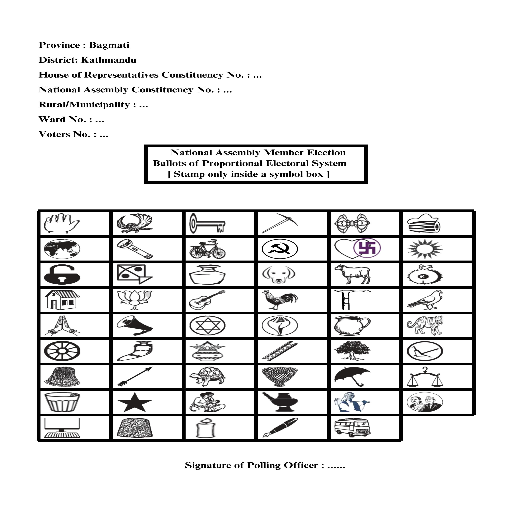 Province : Bagmati
District: Kathmandu
House of Representatives Constituency No. : ...
National Assembly Constituency No. : ...
Rural/Municipality : ...
Ward No. : ...
Voters No. : ...
National Assembly Member Election
Ballots of Proportional Electoral System
[ Stamp only inside a symbol box ]
Signature of Polling Officer : ......